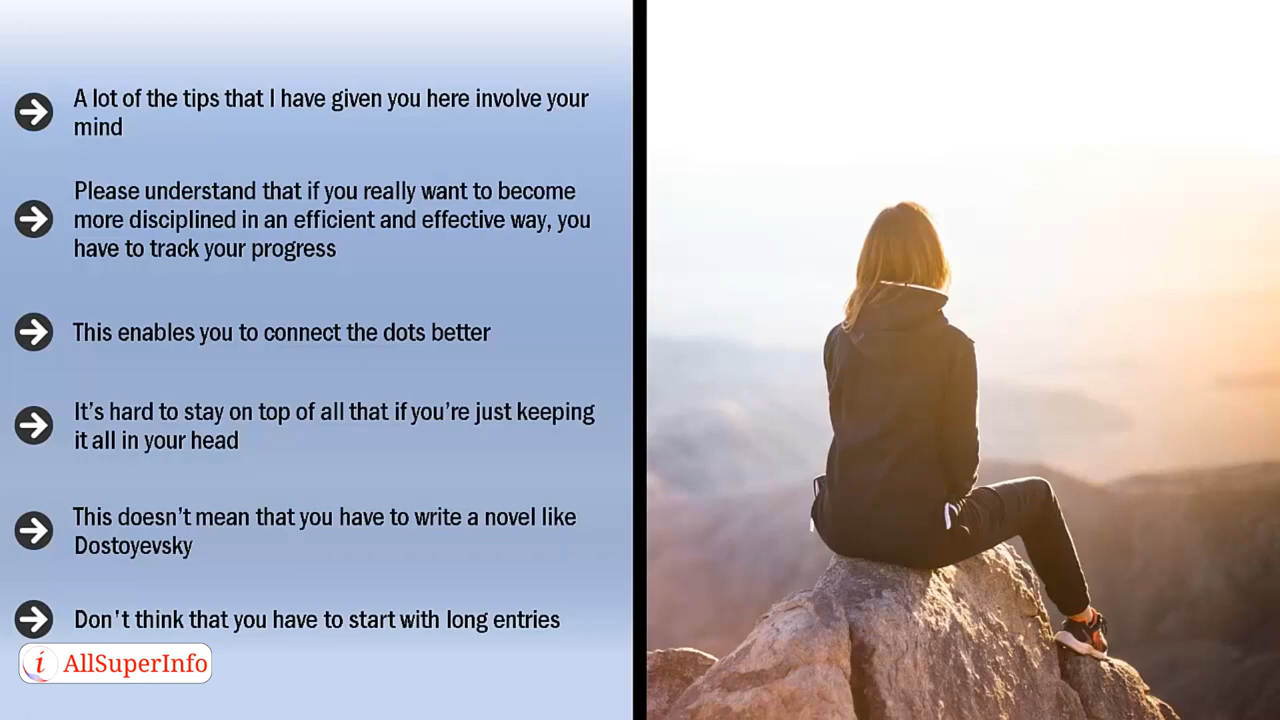 A lot of the tips that I have given you here involve your
mind
Please understand that if you really want to become
more disciplined in an efficient and effective way, you
have to track your progress
This enables you to connect the dots better
It's hard to stay on top of all that if you're just keeping
it all in your head
This doesn't mean that you have to write a novel like
Dostoyevsky
Don't think that you have to start with long entries
i AllSuperInfo